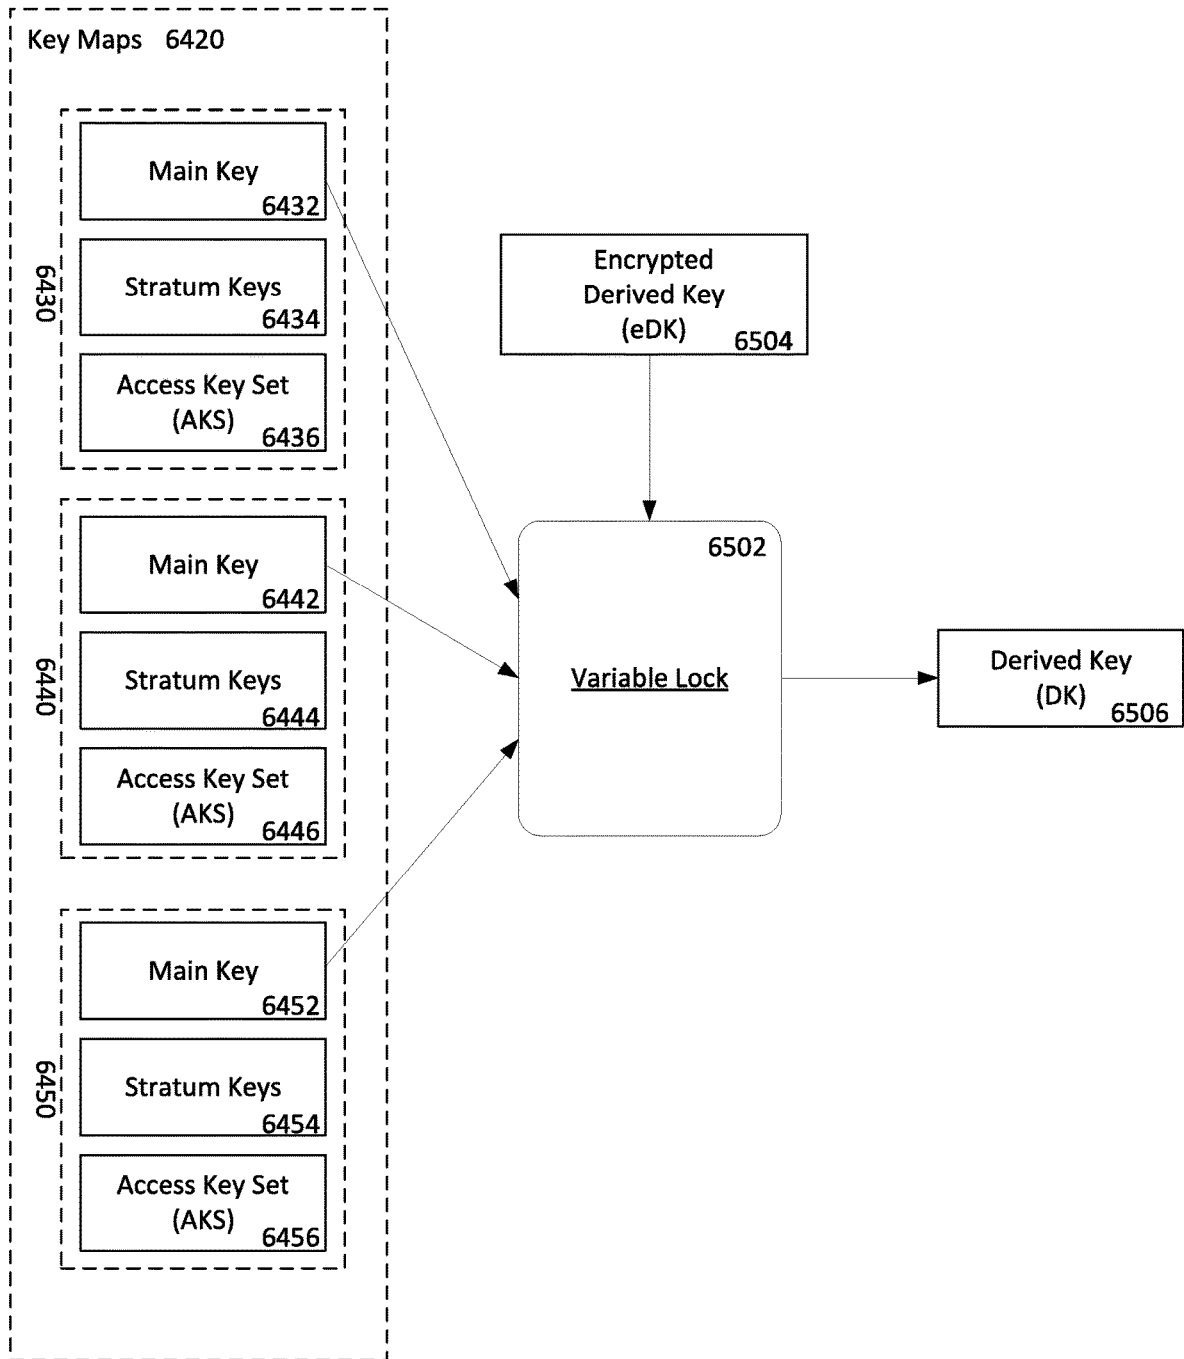 Key Maps 6420
Main Key
6432
Stratum Keys
6434
Access Key Set
(AKS)
6436
6430
Main Key
6442
Stratum Keys
6444
Access Key Set
(AKS)
6446
6440
Main Key
6452
Stratum Keys
6454
Access Key Set
(AKS)
6456
6450
Encrypted
Derived Key
(eDK)
6504
6502
Variable Lock
Derived Key
(DK)
6506